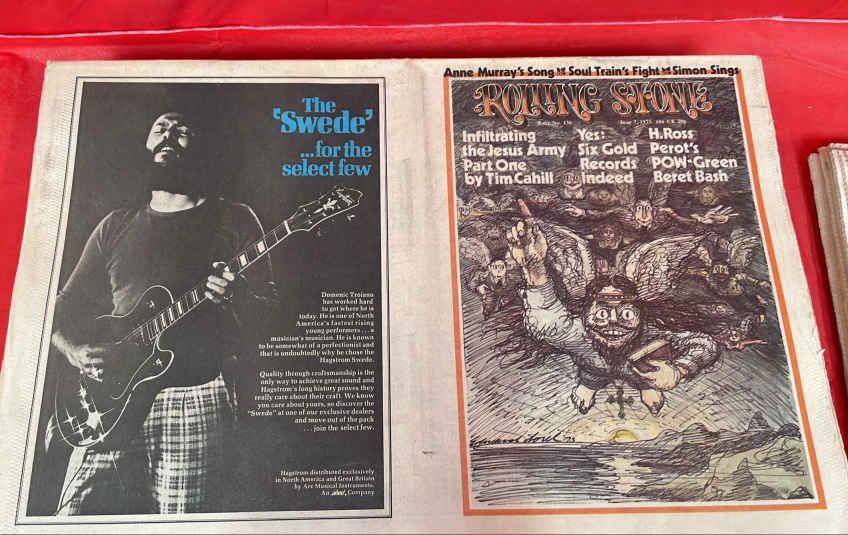 The
‘Swede’
...for the
select few
Domenic Troiano
has worked hard
to get where he is
today. He is one of North
America's fastest rising
young performers . . . a
musician's musician. He is known
to be somewhat of a perfectionist and
that is undoubtedly why he chose the
Hagstrom Swede.
Quality through craftsmanship is the
only way to achieve great sound and
Hagstrom's long history proves they
really care about their craft. We know
you care about yours, so discover the
"Swede" at one of our exclusive dealers
and move out of the pack
. . . join the select few.
Hagstrom distributed exclusively
in North America and Great Britain
by Ace Musical Instruments.
An Company
Anne Murray's Song Soul Train's Fight Simon Sings
ROLLING STONE
No. 136 June 7, 1973
Infiltrating
the Jesus Army
Part One
by Tim Cahill
Yes:
Six Gold
Records
Indeed
H.Ross
Perot's
POW-Green
Beret Bash